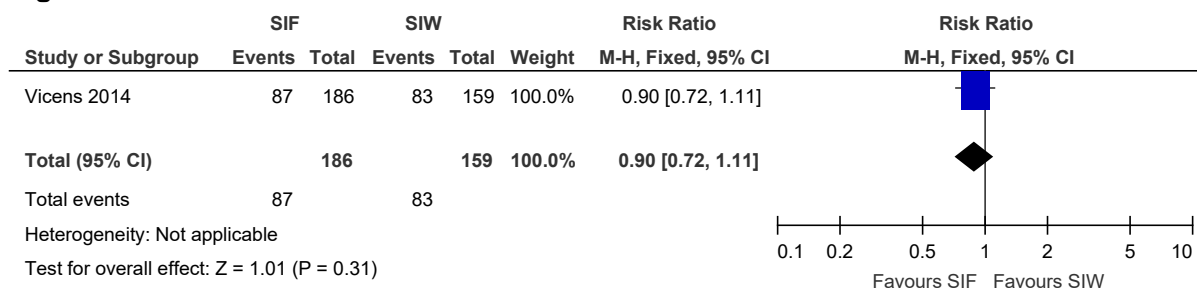 SIF SIW Risk Ratio Risk Ratio
Study or Subgroup Events Total Events Total Weight M-H, Fixed, 95% CI M-H, Fixed, 95% CI
Vicens 2014 87 186 83 159 100.0% 0.90 [0.72, 1.11]
Total (95% CI) 186 159 100.0% 0.90 [0.72, 1.11]
Total events 87 83
Heterogeneity: Not applicable
Test for overall effect: Z = 1.01 (P = 0.31)
0.1 0.2 0.5 1 2 5 10
Favours SIF Favours SIW